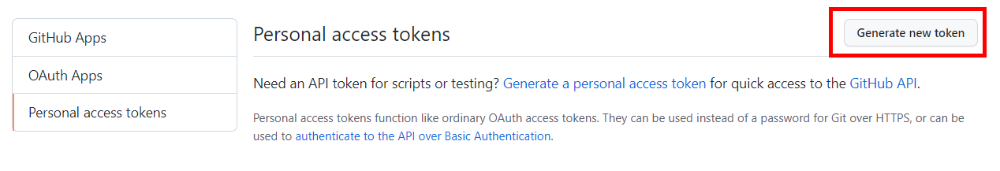 GitHub Apps
OAuth Apps
Personal access tokens
Personal access tokens
Generate new token
Need an API token for scripts or testing? Generate a personal access token for quick access to the GitHub API.
Personal access tokens function like ordinary OAuth access tokens. They can be used instead of a password for Git over HTTPS, or can be
used to authenticate to the API over Basic Authentication.